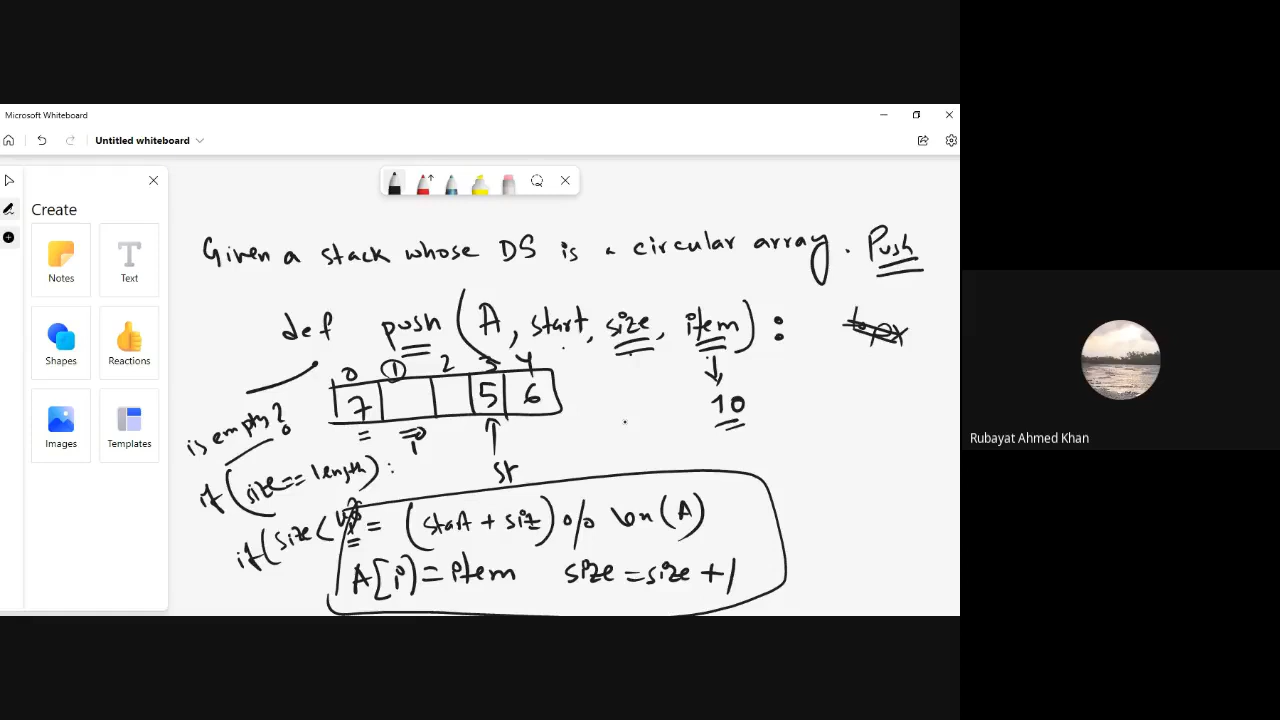 Microsoft Whiteboard
Untitled whiteboard
Create
Notes
Text
Shapes
Reactions
Images
Templates
Given a stack whose DS is a circular array. Push
def push (A, start, size, item) :
0 1 2 3 4
7 5 6
10
is empty?
i
st
if (size == length) :
if (size <
i = (start + siz) % len (A)
A[i] = item size = size + 1
Rubayat Ahmed Khan